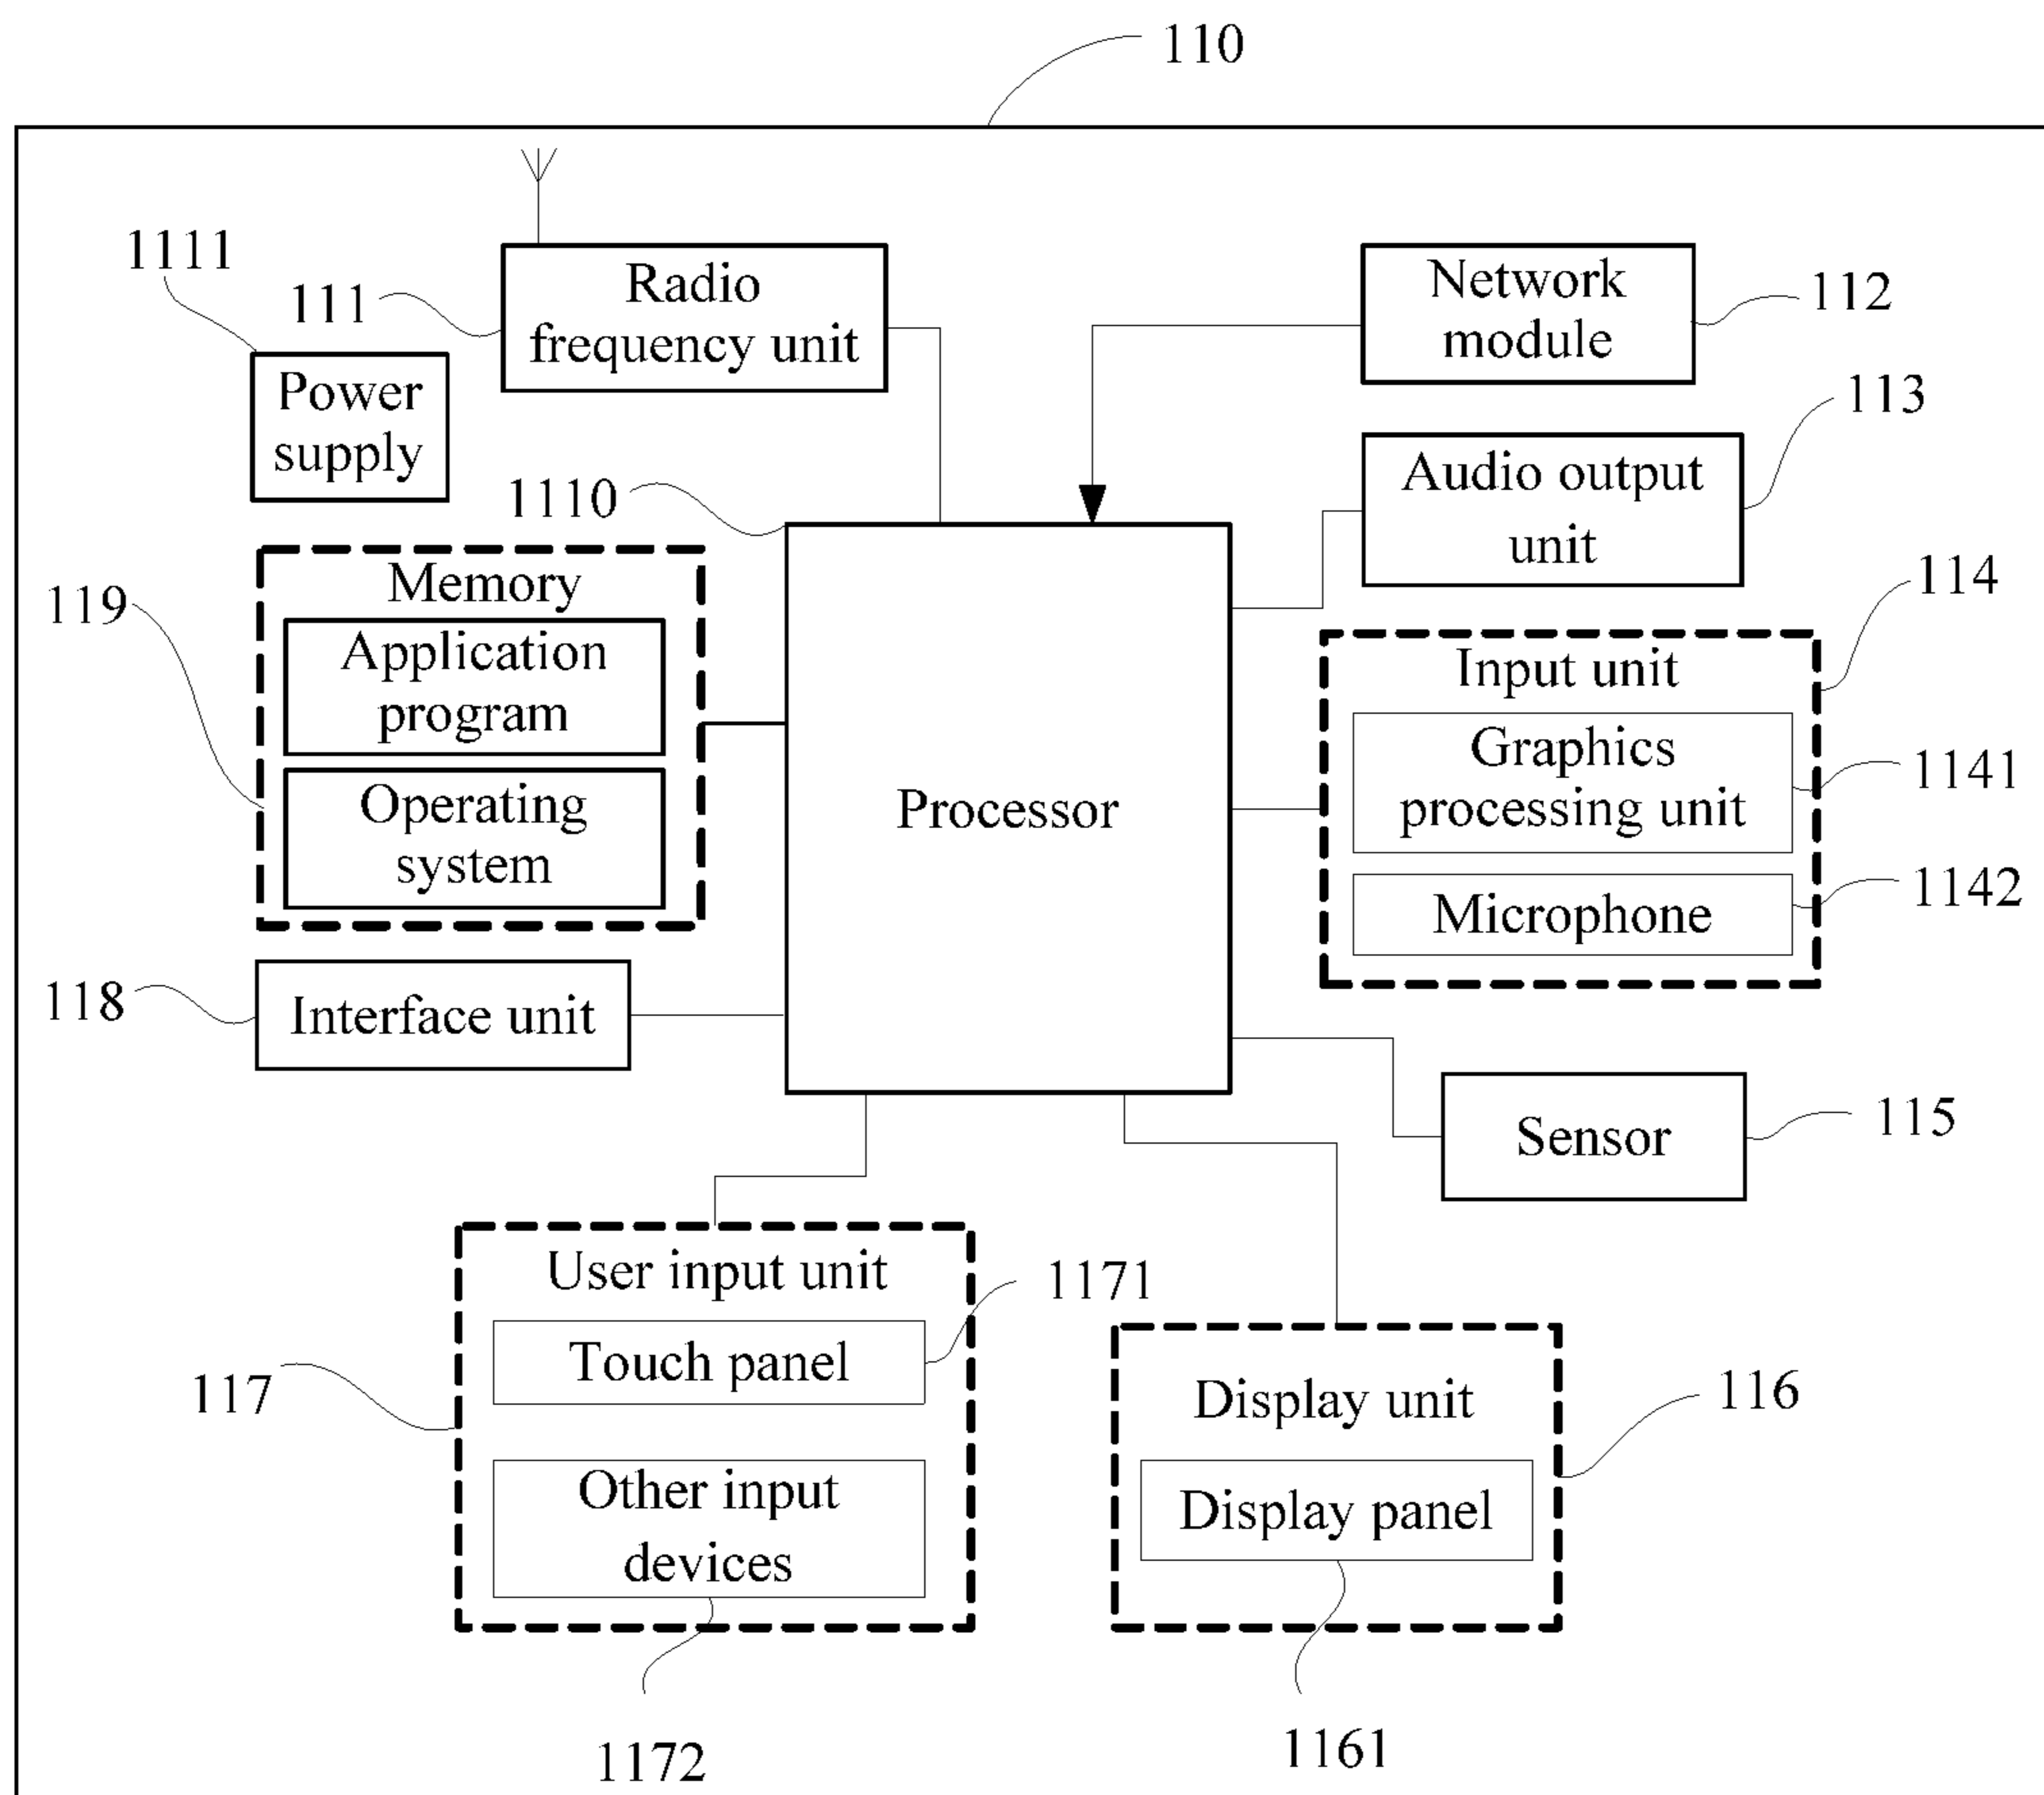 110
1111
111
Radio
frequency unit
Network
module
112
Power
supply
113
Audio output
unit
1110
Memory
119
Application
program
Operating
system
Processor
114
Input unit
Graphics
processing unit
1141
Microphone
1142
118
Interface unit
Sensor
115
User input unit
1171
Touch panel
117
Other input
devices
1172
Display unit
116
Display panel
1161